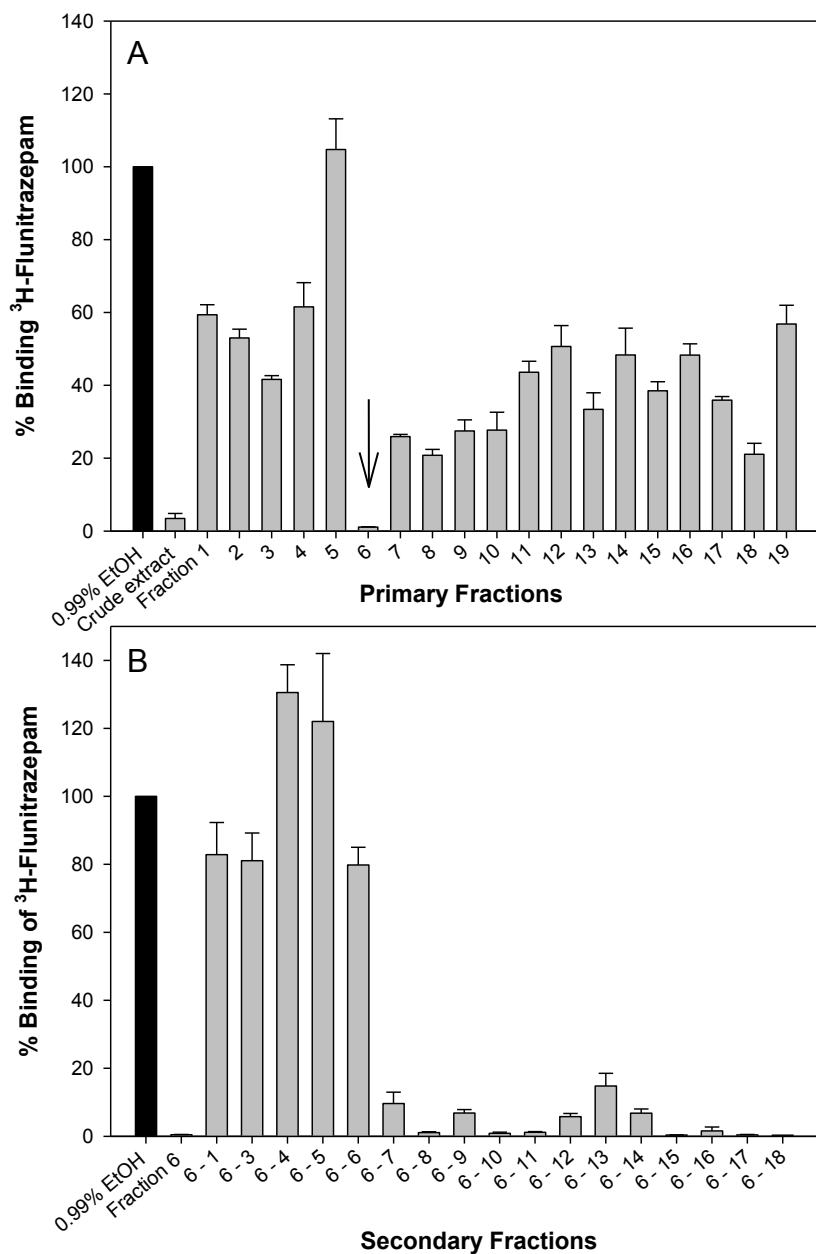 A
% Binding ³H-Flunitrazepam
140
120
100
80
60
40
20
0
0.99% EtOH
Crude extract
Fraction 1
2
3
4
5
6
7
8
9
10
11
12
13
14
15
16
17
18
19
Primary Fractions
B
% Binding of ³H-Flunitrazepam
140
120
100
80
60
40
20
0
0.99% EtOH
Fraction 6
6 - 1
6 - 3
6 - 4
6 - 5
6 - 6
6 - 7
6 - 8
6 - 9
6 - 10
6 - 11
6 - 12
6 - 13
6 - 14
6 - 15
6 - 16
6 - 17
6 - 18
Secondary Fractions